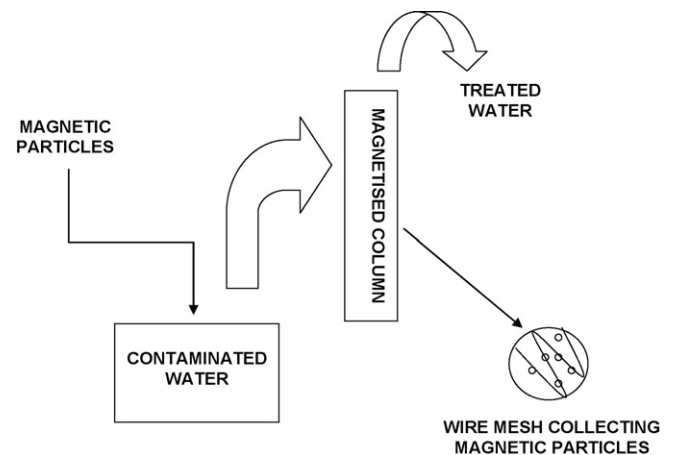 MAGNETIC
PARTICLES
CONTAMINATED
WATER
MAGNETISED COLUMN
TREATED
WATER
WIRE MESH COLLECTING
MAGNETIC PARTICLES